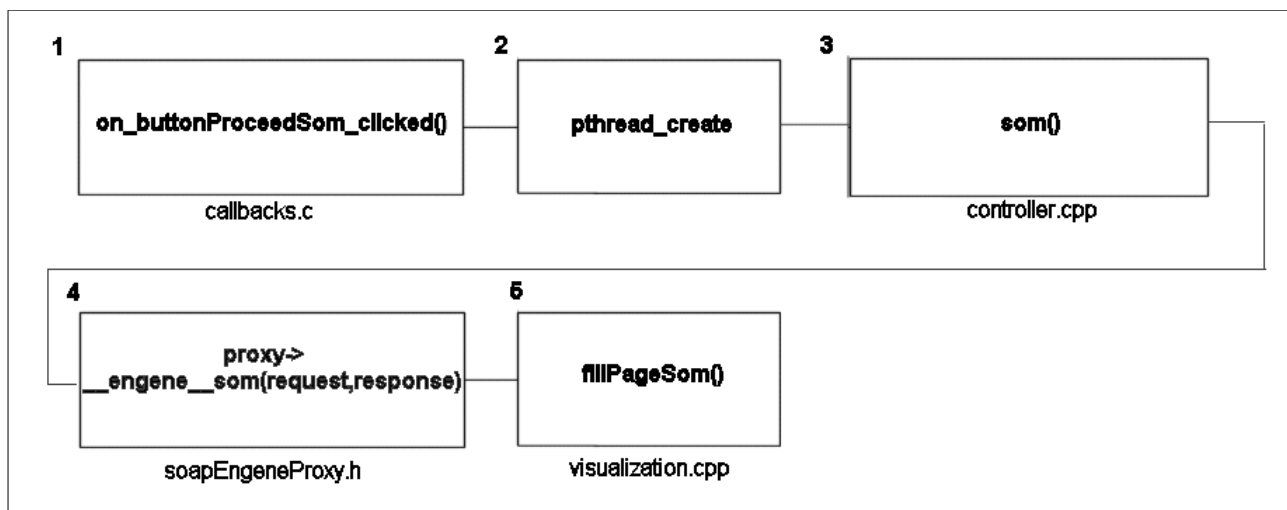 1
on_buttonProceedSom_clicked()
callbacks.c
2
pthread_create
3
som()
controller.cpp
4
proxy->
__engene__som(request,response)
soapEngeneProxy.h
5
fillPageSom()
visualization.cpp